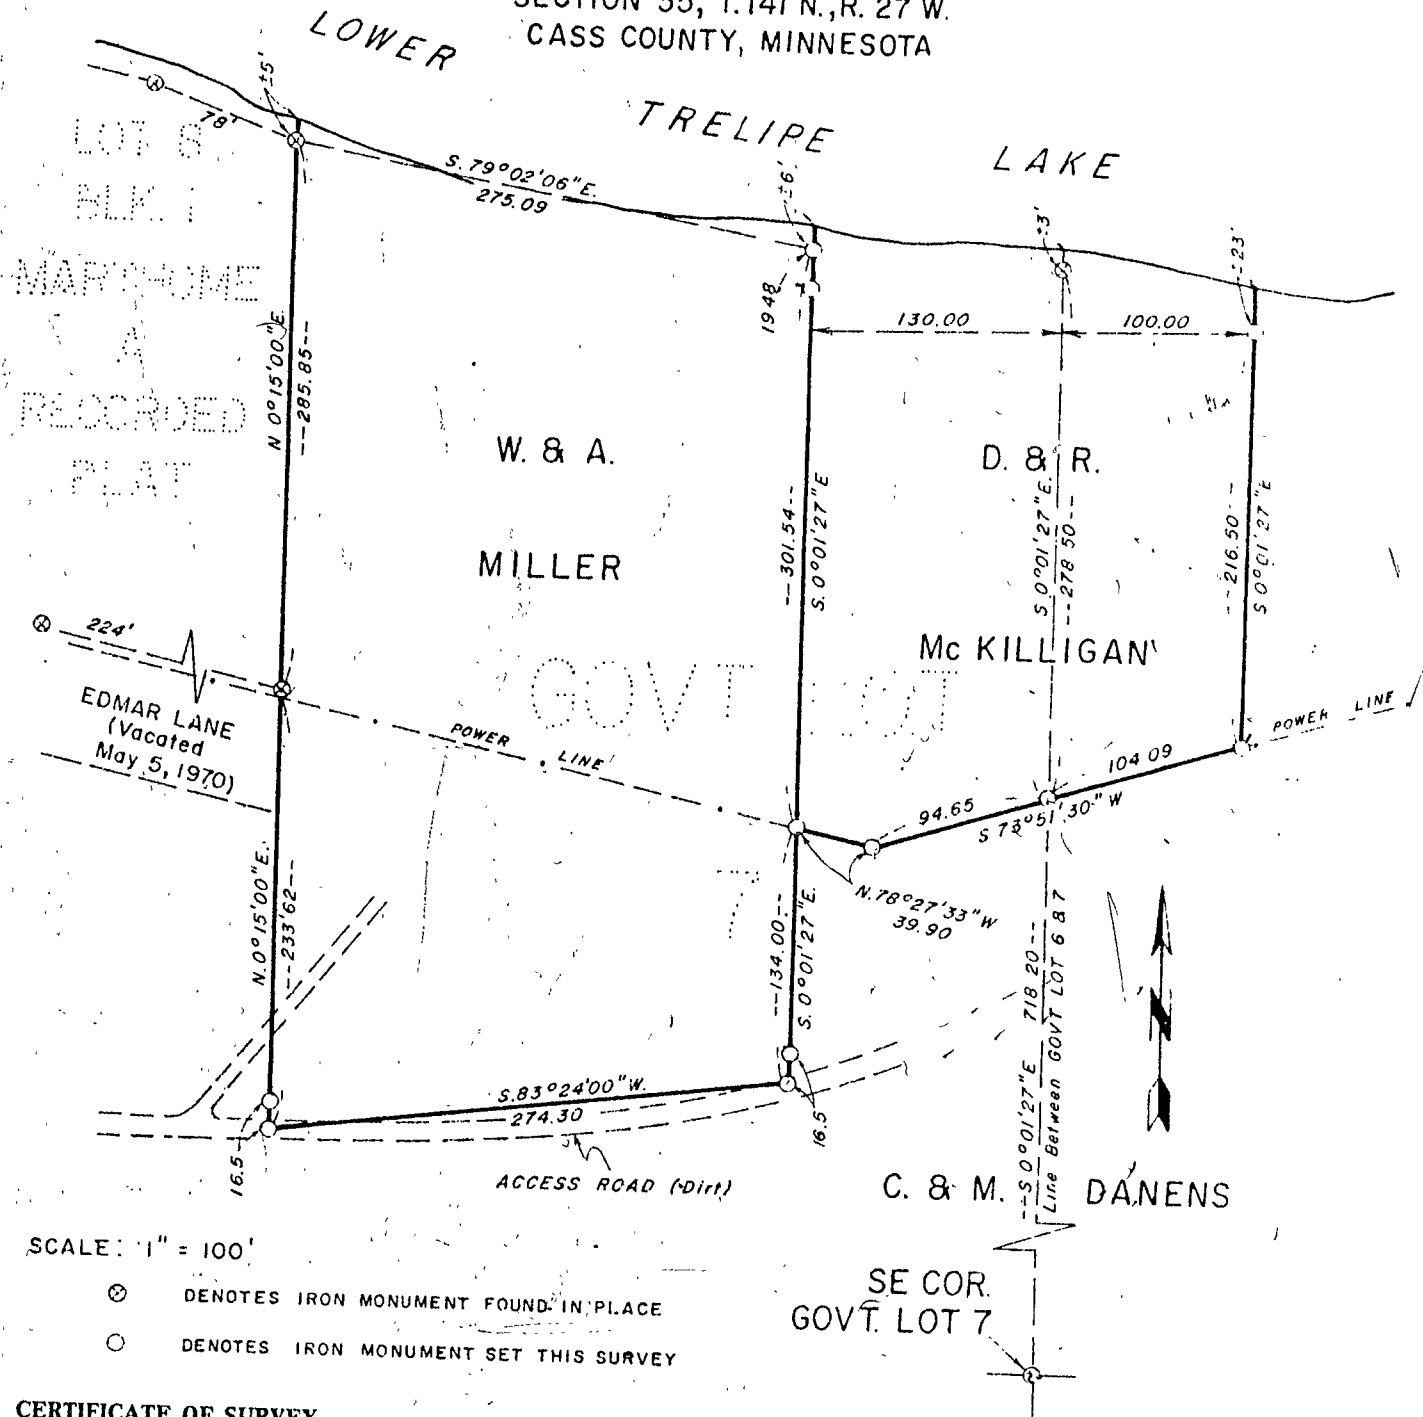 SECTION 35, T.141 N., R. 27 W.
CASS COUNTY, MINNESOTA
LOWER
TRELIPE
LAKE
±5'
78'
LOT 6
BLK. 1
S. 79°02'06"E.
275.09
±6'
±3'
±23'
1948
130.00
100.00
A
PLAT
N 0°15'00"E.
--285.85--
W. & A.
MILLER
--301.54--
S. 0°01'27"E
D. & R.
Mc KILLIGAN
S 0°01'27"E.
--278 50--
--216.50--
S 0°01'27"E
224'
EDMAR LANE
(Vacated
May 5, 1970)
GOVT LOT
7
POWER LINE
POWER LINE
94.65
104.09
S 73°51'30" W
N.78°27'33"W
39.90
N.0°15'00"E.
--233.62--
--134.00--
S. 0°01'27"E.
S.83°24'00"W.
274.30
16.5
16.5
ACCESS ROAD (Dirt)
--S 0°01'27"E 718 20--
Line Between GOVT LOT 6 & 7
N
C. & M. DANENS
SCALE: 1" = 100'
DENOTES IRON MONUMENT FOUND IN PLACE
DENOTES IRON MONUMENT SET THIS SURVEY
SE COR.
GOVT. LOT 7
CERTIFICATE OF SURVEY